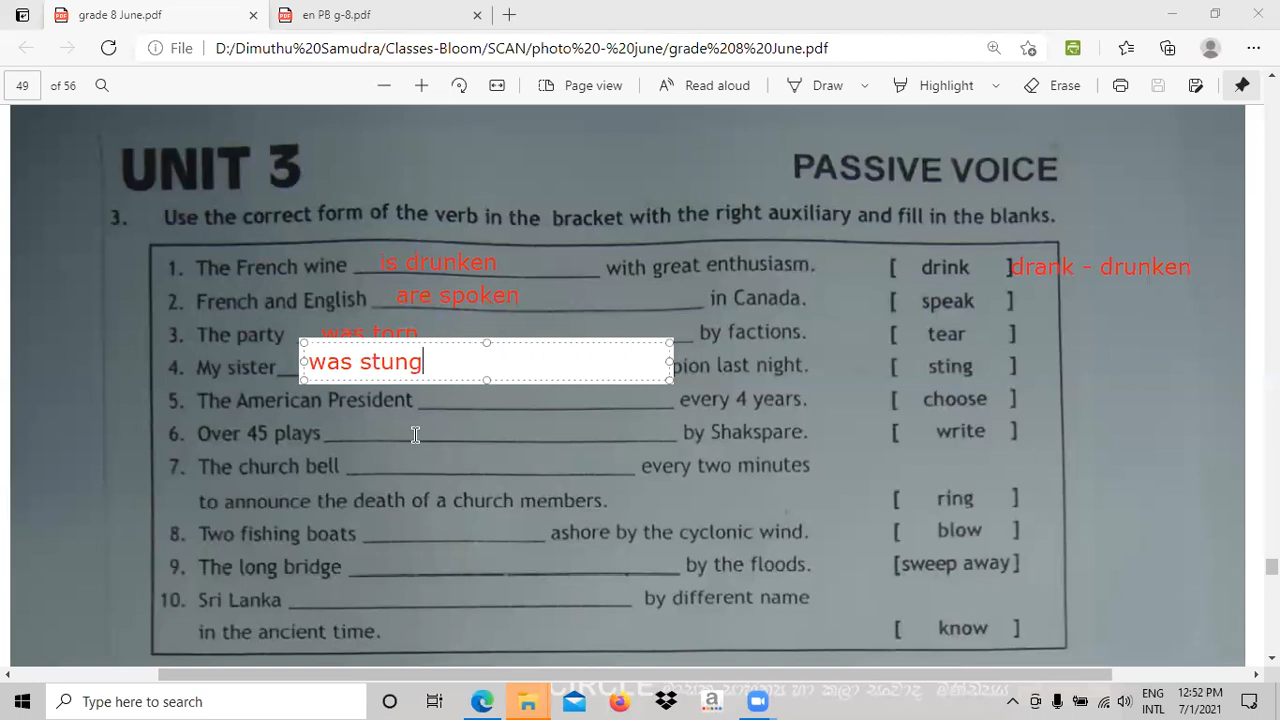 grade 8 June.pdf
en PB g-8.pdf
File D:/Dimuthu%20Samudra/Classes-Bloom/SCAN/photo%20-%20june/grade%208%20June.pdf
49 of 56 Page view Read aloud Draw Highlight Erase
UNIT 3 PASSIVE VOICE
3. Use the correct form of the verb in the bracket with the right auxiliary and fill in the blanks.
1. The French wine is drunken with great enthusiasm. [ drink ] drank - drunken
2. French and English are spoken in Canada. [ speak ]
3. The party was torn by factions. [ tear ]
4. My sister was stung pion last night. [ sting ]
5. The American President ____ every 4 years. [ choose ]
6. Over 45 plays ____ by Shakspare. [ write ]
7. The church bell ____ every two minutes
to announce the death of a church members. [ ring ]
8. Two fishing boats ____ ashore by the cyclonic wind. [ blow ]
9. The long bridge ____ by the floods. [sweep away]
10. Sri Lanka ____ by different name
in the ancient time. [ know ]
CIRCLE
Type here to search
ENG 12:52 PM
INTL 7/1/2021